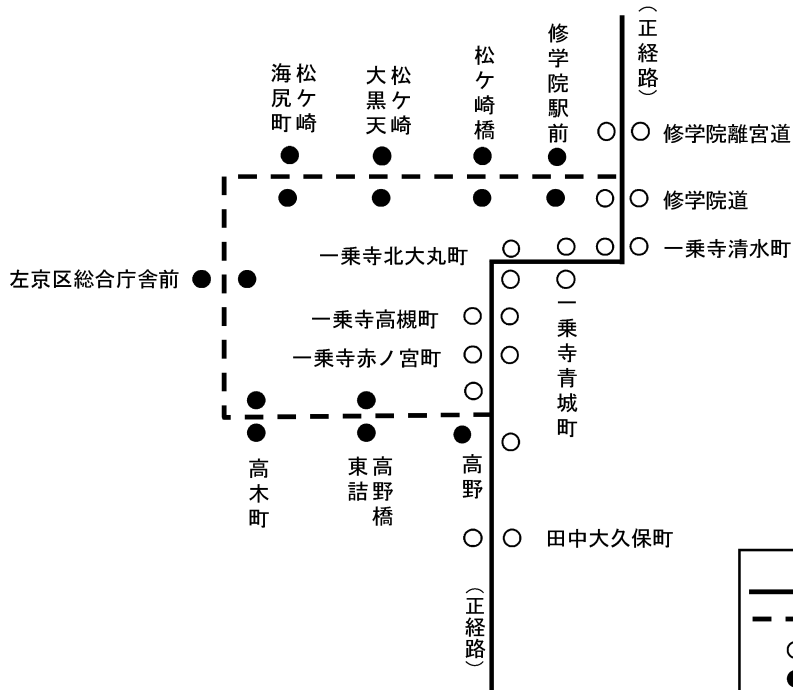 （正経路）
修学院駅前
松ケ崎橋
松ケ崎
大黒天
松ケ崎
海尻町
修学院離宮道
修学院道
一乗寺清水町
一乗寺北大丸町
左京区総合庁舎前
一乗寺高槻町
一乗寺赤ノ宮町
一乗寺青城町
高野
高野橋
東詰
高木町
田中大久保町
（正経路）